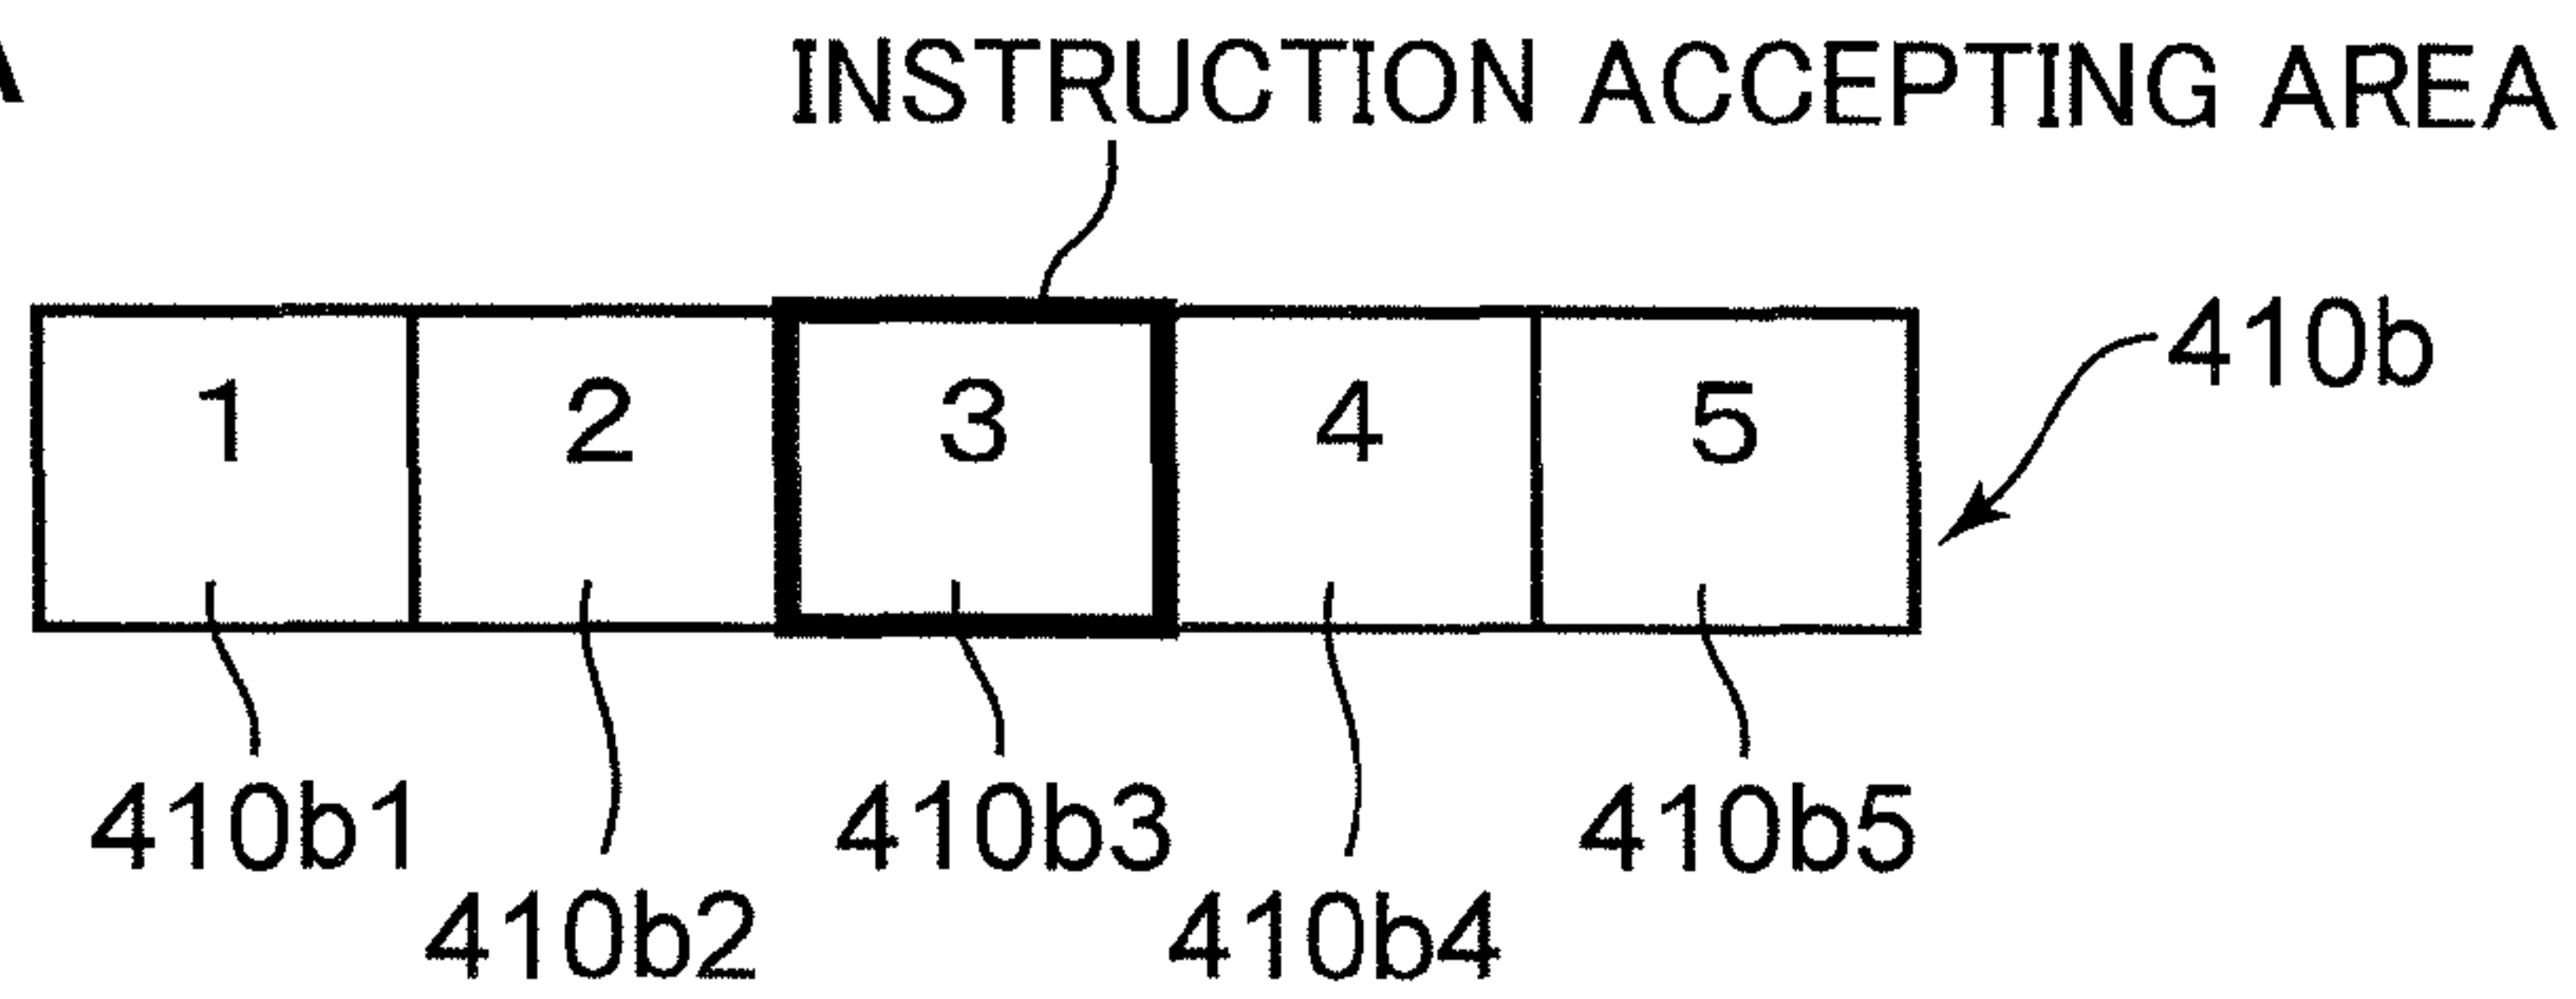 A
INSTRUCTION ACCEPTING AREA
1 2 3 4 5 410b
410b1 410b3 410b5
410b2 410b4